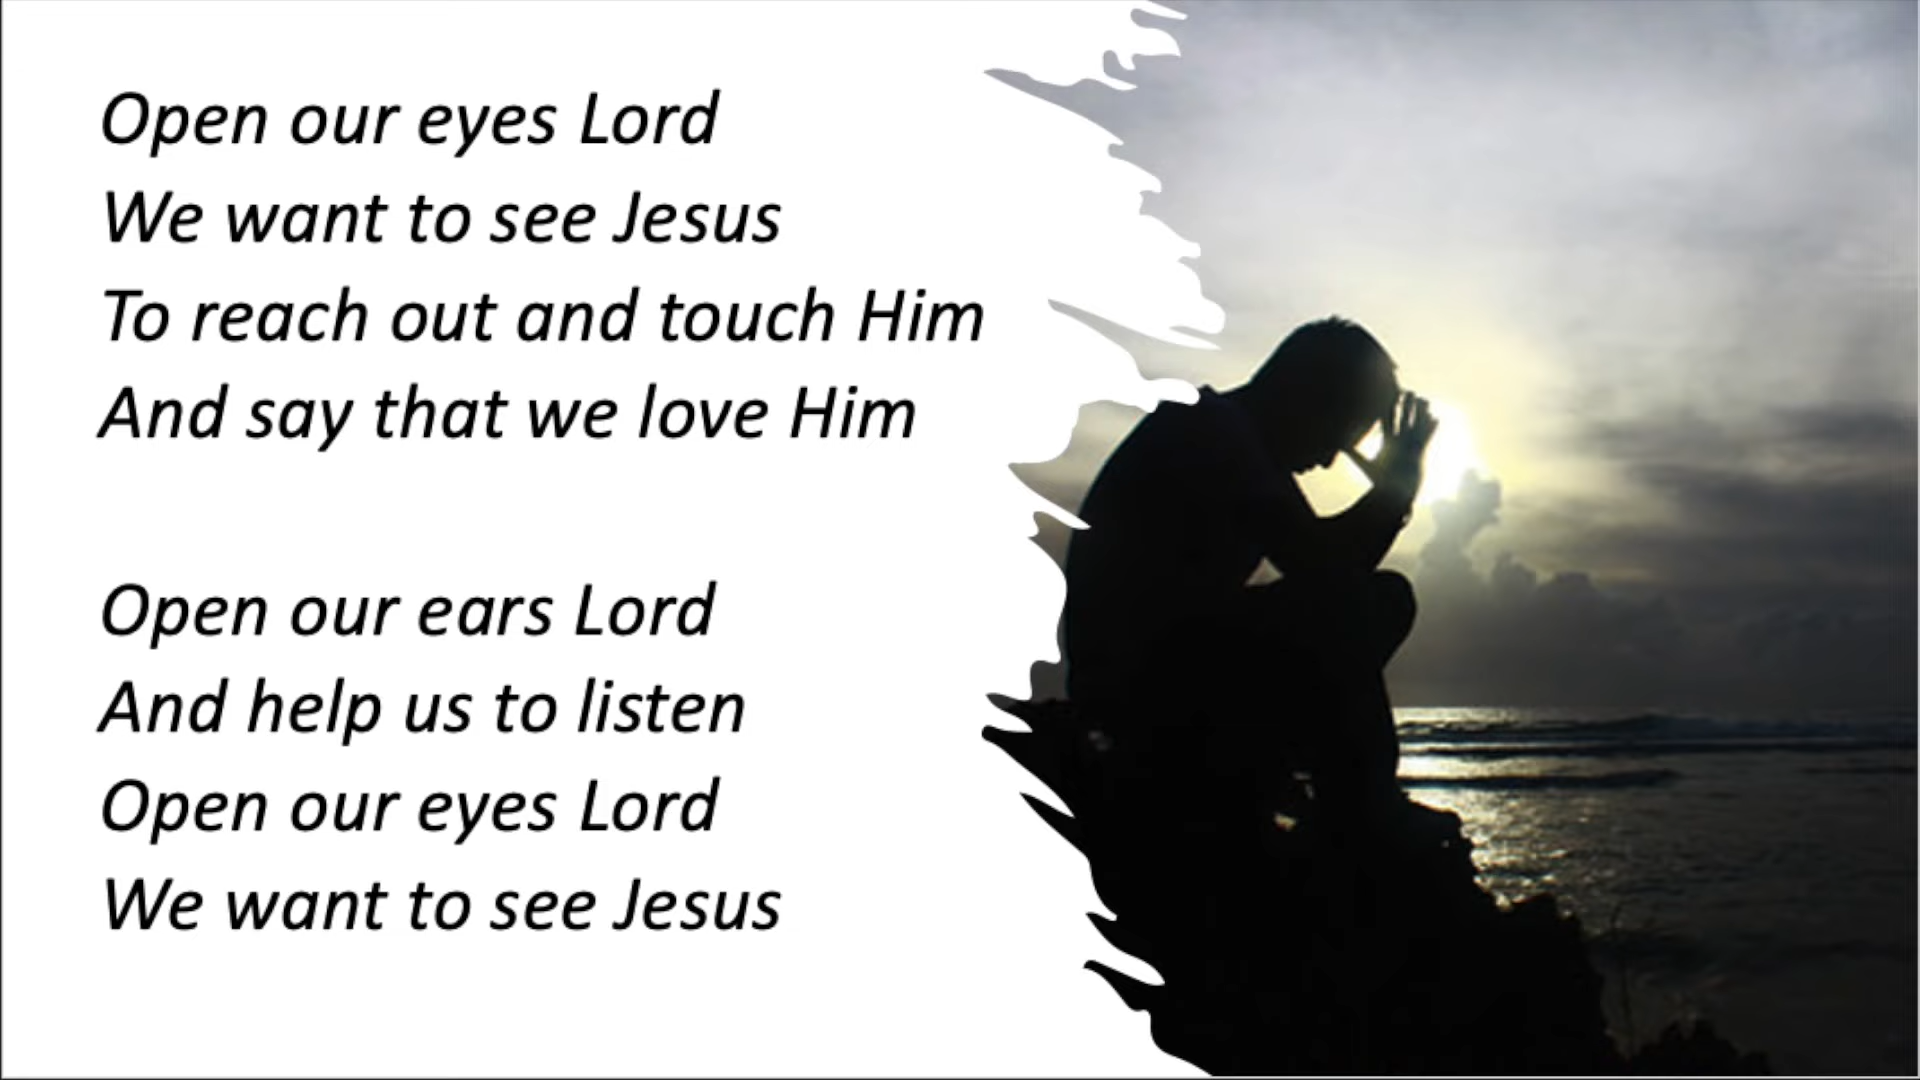 Open our eyes Lord
We want to see Jesus
To reach out and touch Him
And say that we love Him
Open our ears Lord
And help us to listen
Open our eyes Lord
We want to see Jesus